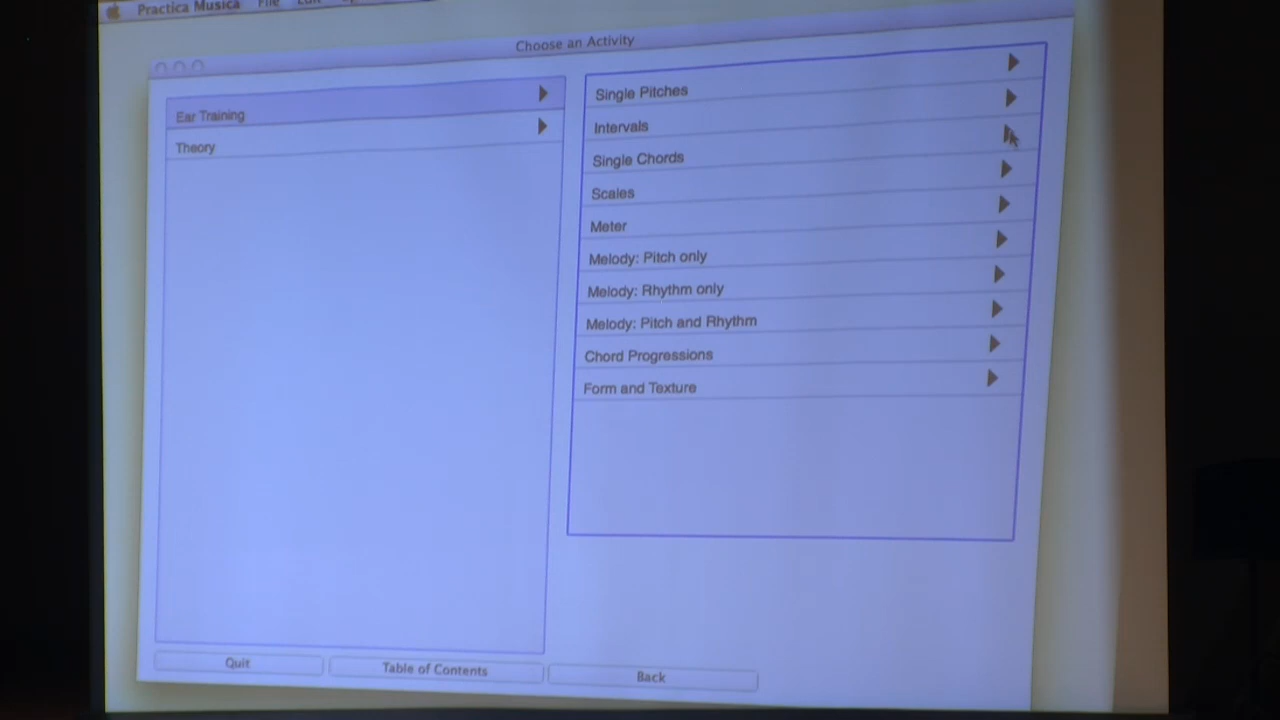 Practica Musica File Edit
Choose an Activity
Ear Training
Theory
Single Pitches
Intervals
Single Chords
Scales
Meter
Melody: Pitch only
Melody: Rhythm only
Melody: Pitch and Rhythm
Chord Progressions
Form and Texture
Quit
Table of Contents
Back